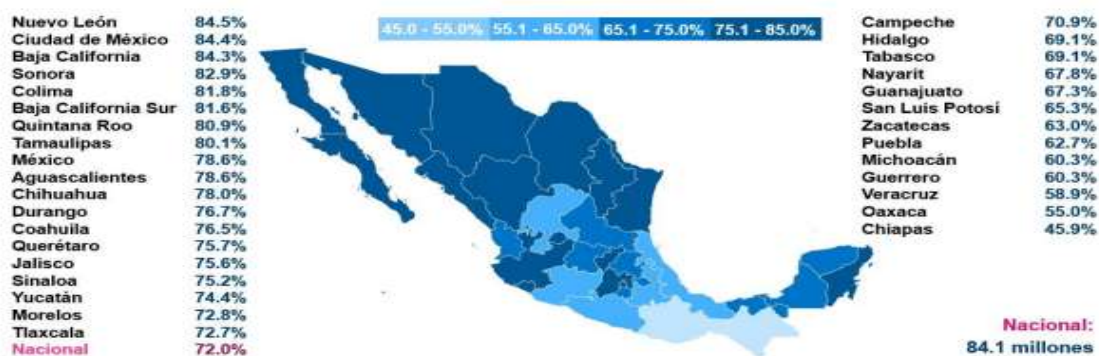 Nuevo León 84.5%
Ciudad de México 84.4%
Baja California 84.3%
Sonora 82.9%
Colima 81.8%
Baja California Sur 81.6%
Quintana Roo 80.9%
Tamaulipas 80.1%
México 78.6%
Aguascalientes 78.6%
Chihuahua 78.0%
Durango 76.7%
Coahuila 76.5%
Querétaro 75.7%
Jalisco 75.6%
Sinaloa 75.2%
Yucatán 74.4%
Morelos 72.8%
Tlaxcala 72.7%
Nacional 72.0%
45.0 - 55.0% 55.1 - 65.0% 65.1 - 75.0% 75.1 - 85.0%
Campeche 70.9%
Hidalgo 69.1%
Tabasco 69.1%
Nayarit 67.8%
Guanajuato 67.3%
San Luis Potosí 65.3%
Zacatecas 63.0%
Puebla 62.7%
Michoacán 60.3%
Guerrero 60.3%
Veracruz 58.9%
Oaxaca 55.0%
Chiapas 45.9%
Nacional:
84.1 millones